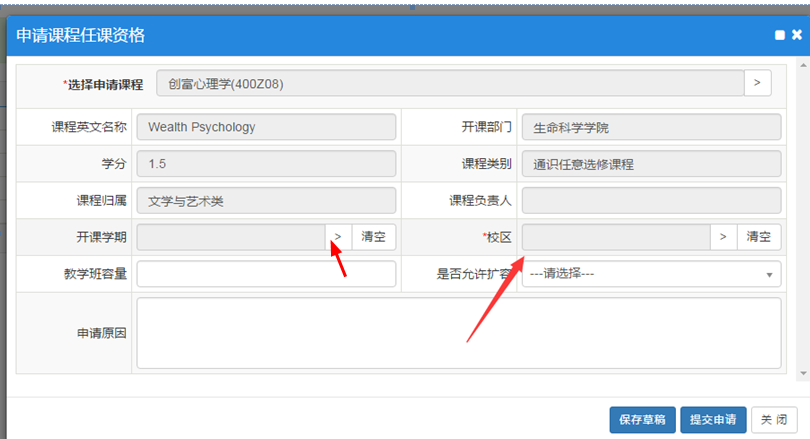 申请课程任课资格
*选择申请课程 创富心理学(400Z08) >
课程英文名称 Wealth Psychology 开课部门 生命科学学院
学分 1.5 课程类别 通识任意选修课程
课程归属 文学与艺术类 课程负责人
开课学期 > 清空 *校区 > 清空
教学班容量 是否允许扩容 ---请选择---
申请原因
保存草稿 提交申请 关 闭